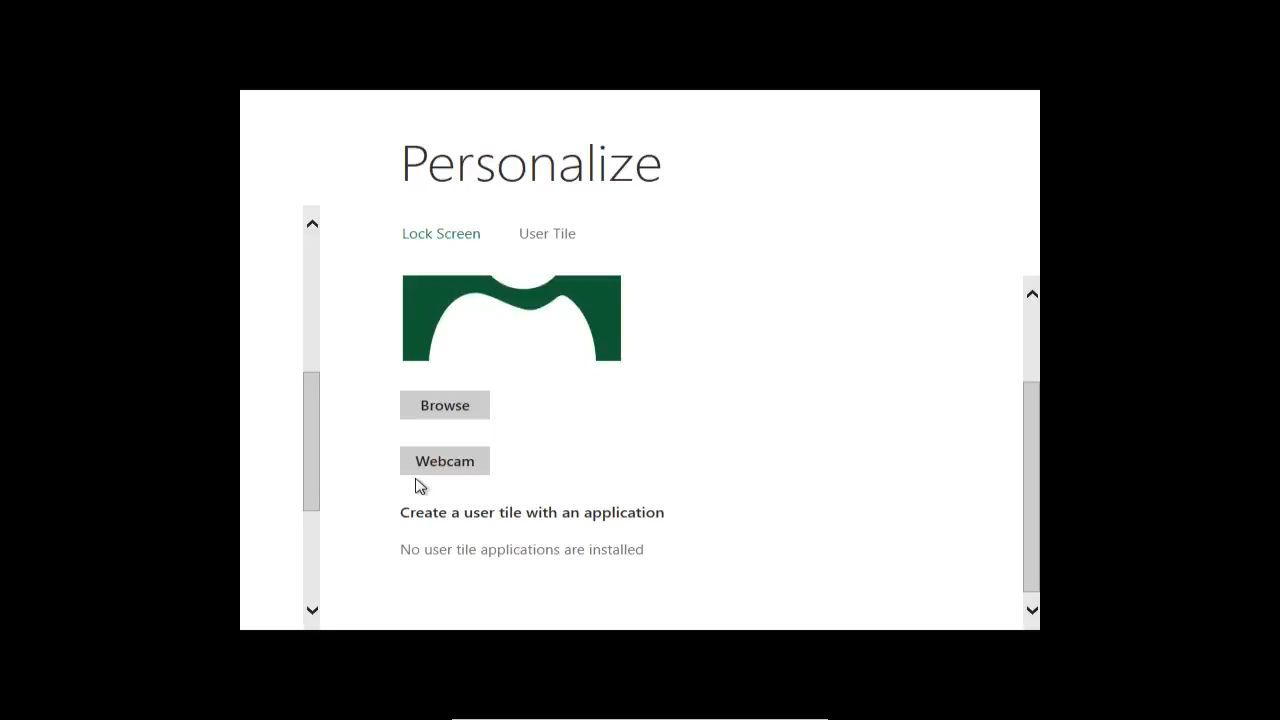 Personalize
Lock Screen User Tile
Browse
Webcam
Create a user tile with an application
No user tile applications are installed